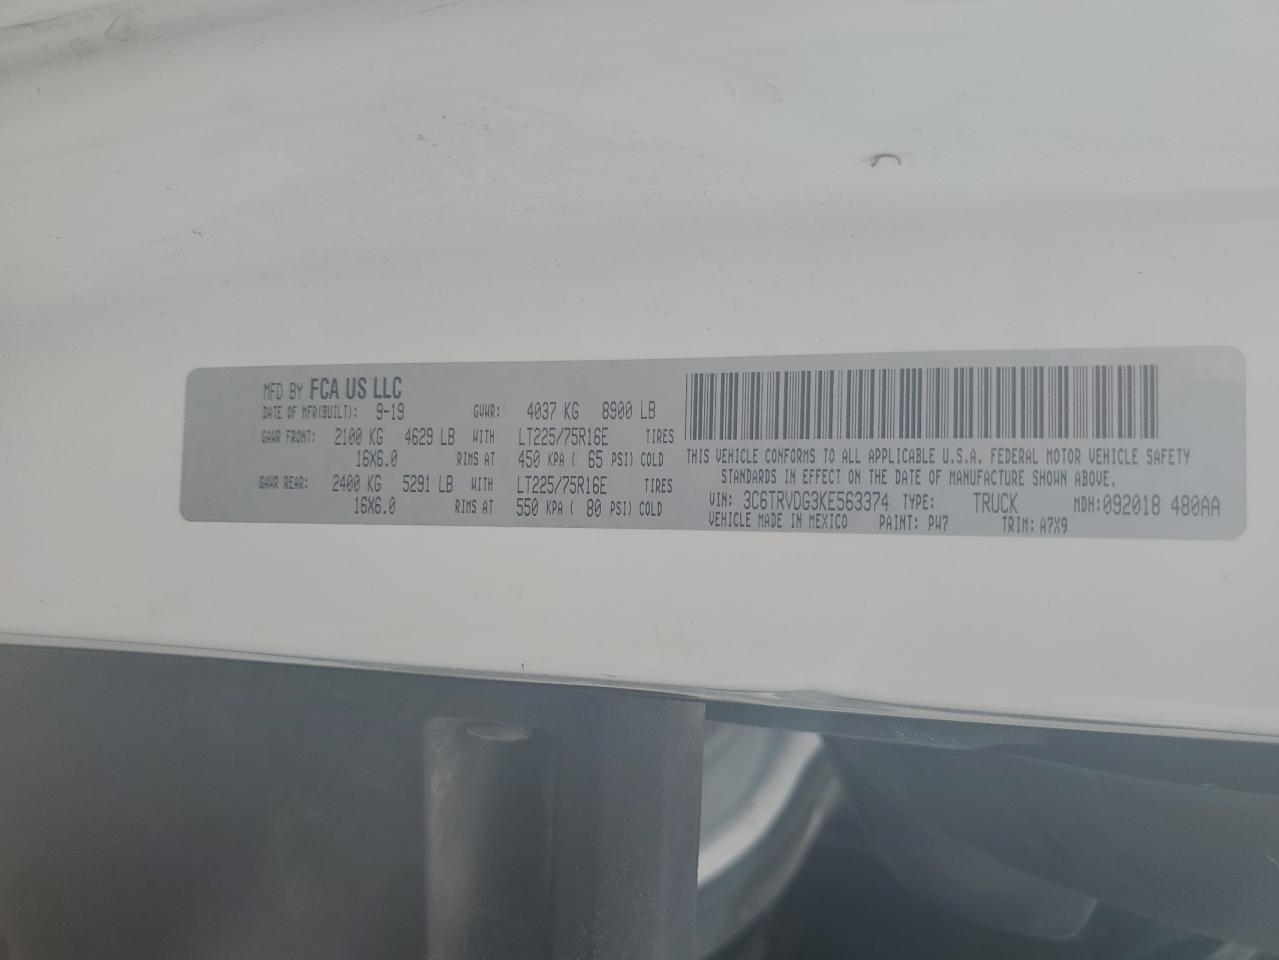 MFD BY FCA US LLC
DATE OF MFR(BUILT): 9-19 GVWR: 4037 KG 8900 LB
GAWR FRONT: 2100 KG 4629 LB WITH LT225/75R16E TIRES
16X6.0 RIMS AT 450 KPA ( 65 PSI) COLD
GAWR REAR: 2400 KG 5291 LB WITH LT225/75R16E TIRES
16X6.0 RIMS AT 550 KPA ( 80 PSI) COLD
THIS VEHICLE CONFORMS TO ALL APPLICABLE U.S.A. FEDERAL MOTOR VEHICLE SAFETY
STANDARDS IN EFFECT ON THE DATE OF MANUFACTURE SHOWN ABOVE.
VIN: 3C6TRVDG3KE563374 TYPE: TRUCK MDH:092018 480AA
VEHICLE MADE IN MEXICO PAINT: PW7 TRIM: A7X9